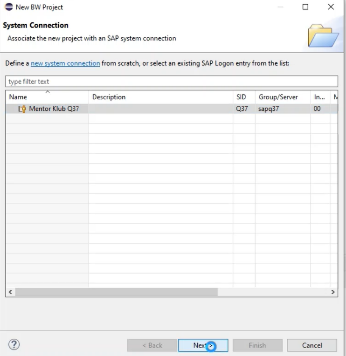 New BW Project
System Connection
Associate the new project with an SAP system connection
Define a new system connection from scratch, or select an existing SAP Logon entry from the list:
type filter text
Name Description SID Group/Server In... N
Mentor Klub Q37 Q37 sapq37 00
< Back Next > Finish Cancel